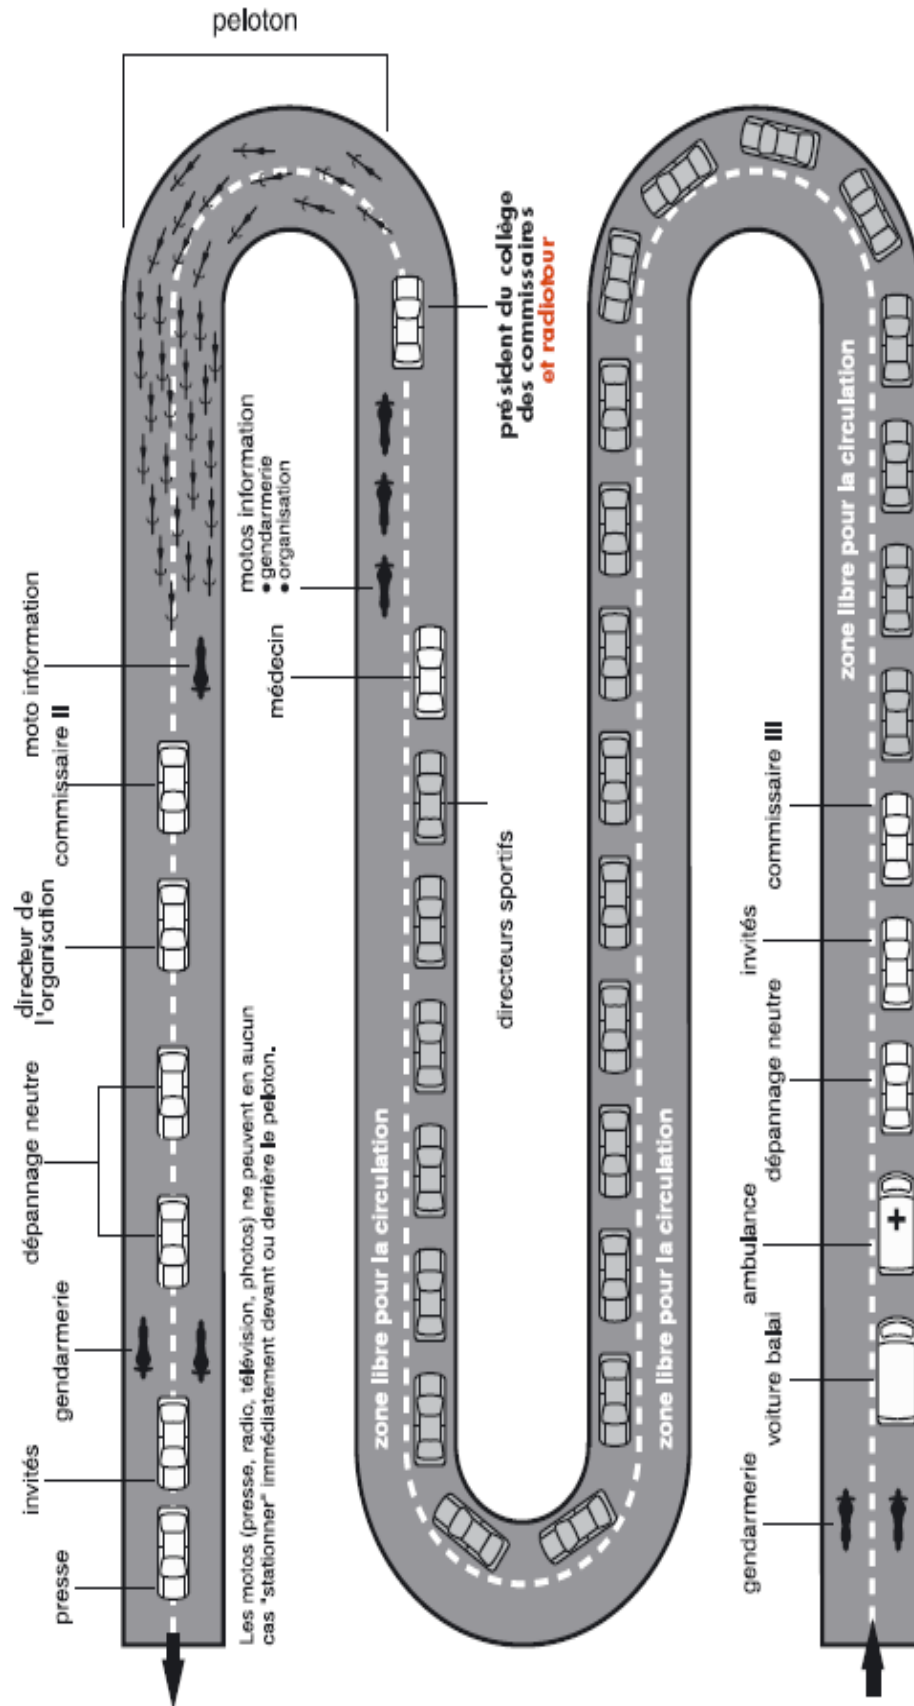 peloton
moto information
commissaire II
directeur de
l'organisation
dépannage neutre
gendarmerie
invités
presse
Les motos (presse, radio, télévision, photos) ne peuvent en aucun
cas "stationner" immédiatement devant ou derrière le peloton.
motos information
• gendarmerie
• organisation
médecin
président du collège
des commissaires
et radiotour
directeurs sportifs
zone libre pour la circulation
zone libre pour la circulation
zone libre pour la circulation
commissaire III
invités
dépannage neutre
ambulance
voiture balai
gendarmerie